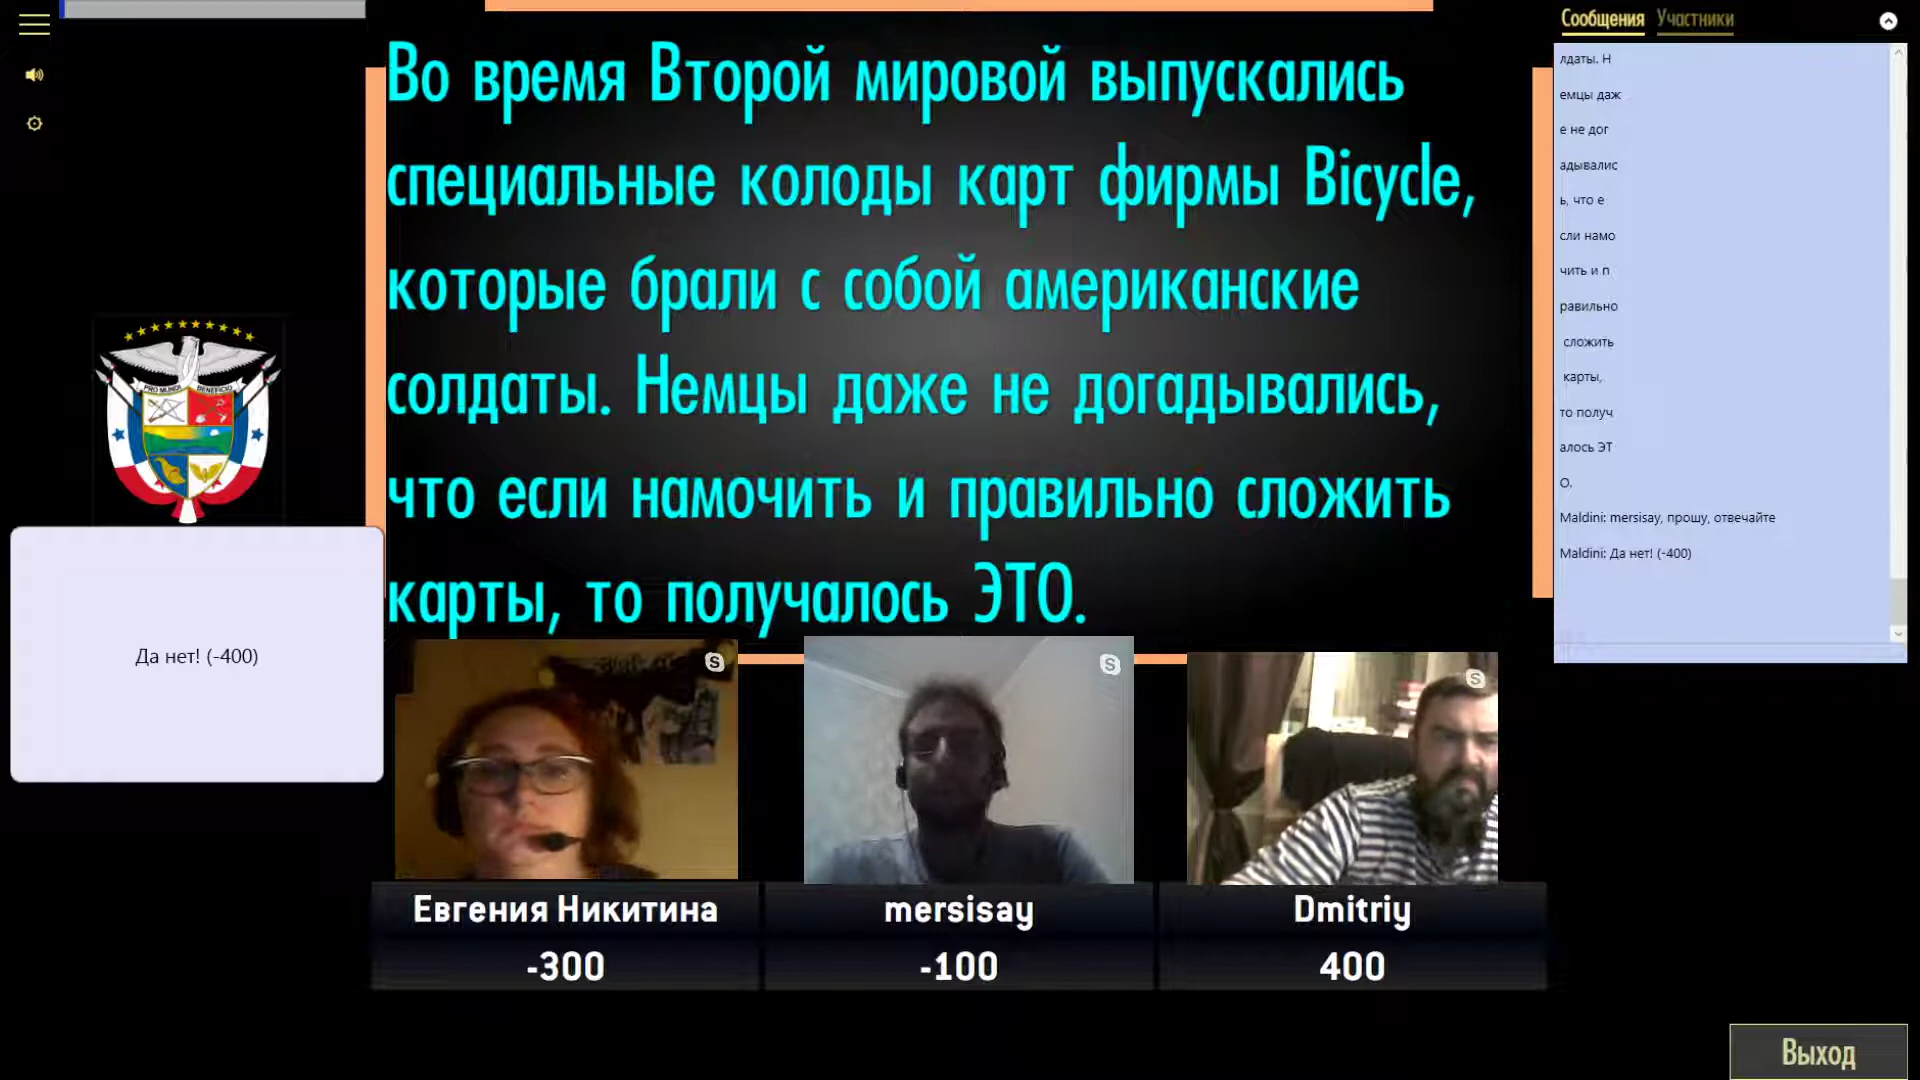 Во время Второй мировой выпускались
специальные колоды карт фирмы Bicycle,
которые брали с собой американские
солдаты. Немцы даже не догадывались,
что если намочить и правильно сложить
карты, то получалось ЭТО.
Сообщения Участники
лдаты. Н
емцы даж
е не дог
адывалис
ь, что е
сли намо
чить и п
равильно
сложить
карты,
то получ
алось ЭТ
О.
Maldini: mersisay, прошу, отвечайте
Maldini: Да нет! (-400)
PRO MUNDI BENEFICIO
Да нет! (-400)
Евгения Никитина
-300
mersisay
-100
Dmitriy
400
Выход